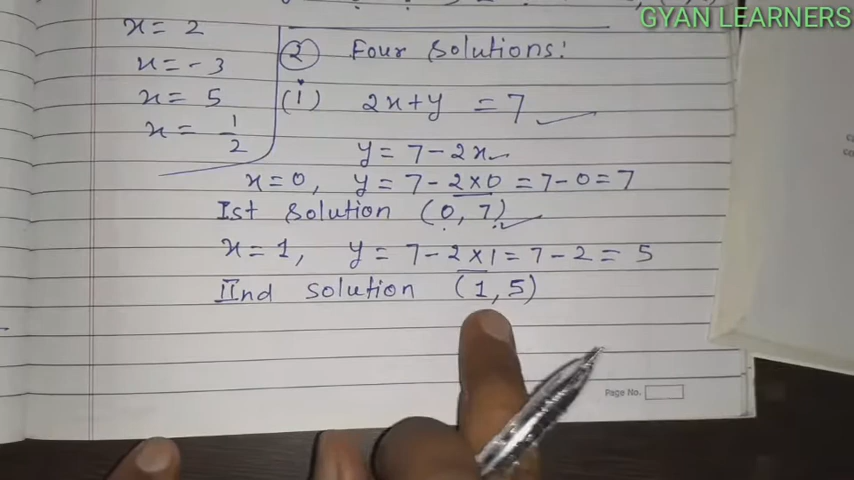 GYAN LEARNERS
x = 2
x = - 3
x = 5
x = 1/2
② Four Solutions:
(i) 2x+y = 7
y = 7 - 2x
x = 0, y = 7 - 2×0 = 7-0 = 7
Ist solution (0, 7)
x = 1, y = 7 - 2×1 = 7-2 = 5
IInd solution (1, 5)
Page No.